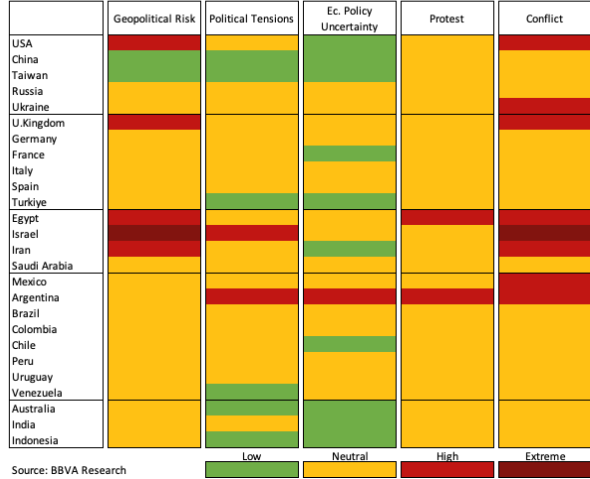 Geopolitical Risk Political Tensions Ec. Policy Uncertainty Protest Conflict
USA
China
Taiwan
Russia
Ukraine
U.Kingdom
Germany
France
Italy
Spain
Turkiye
Egypt
Israel
Iran
Saudi Arabia
Mexico
Argentina
Brazil
Colombia
Chile
Peru
Uruguay
Venezuela
Australia
India
Indonesia
Low Neutral High Extreme
Source: BBVA Research